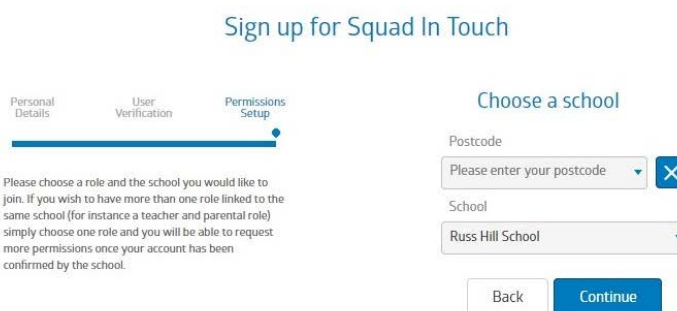 Sign up for Squad In Touch
Personal
Details
User
Verification
Permissions
Setup
Please choose a role and the school you would like to
join. If you wish to have more than one role linked to the
same school (for instance a teacher and parental role)
simply choose one role and you will be able to request
more permissions once your account has been
confirmed by the school.
Choose a school
Postcode
Please enter your postcode
School
Russ Hill School
Back
Continue